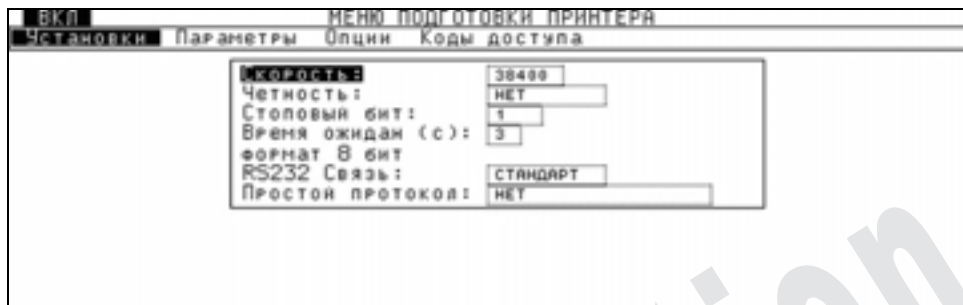 ВКЛ МЕНЮ ПОДГОТОВКИ ПРИНТЕРА
Установки Параметры Опции Коды доступа
Скорость: 38400
Четность: НЕТ
Стоповый бит: 1
Время ожидан (с): 3
формат 8 бит
RS232 Связь: СТАНДАРТ
Простой протокол: НЕТ